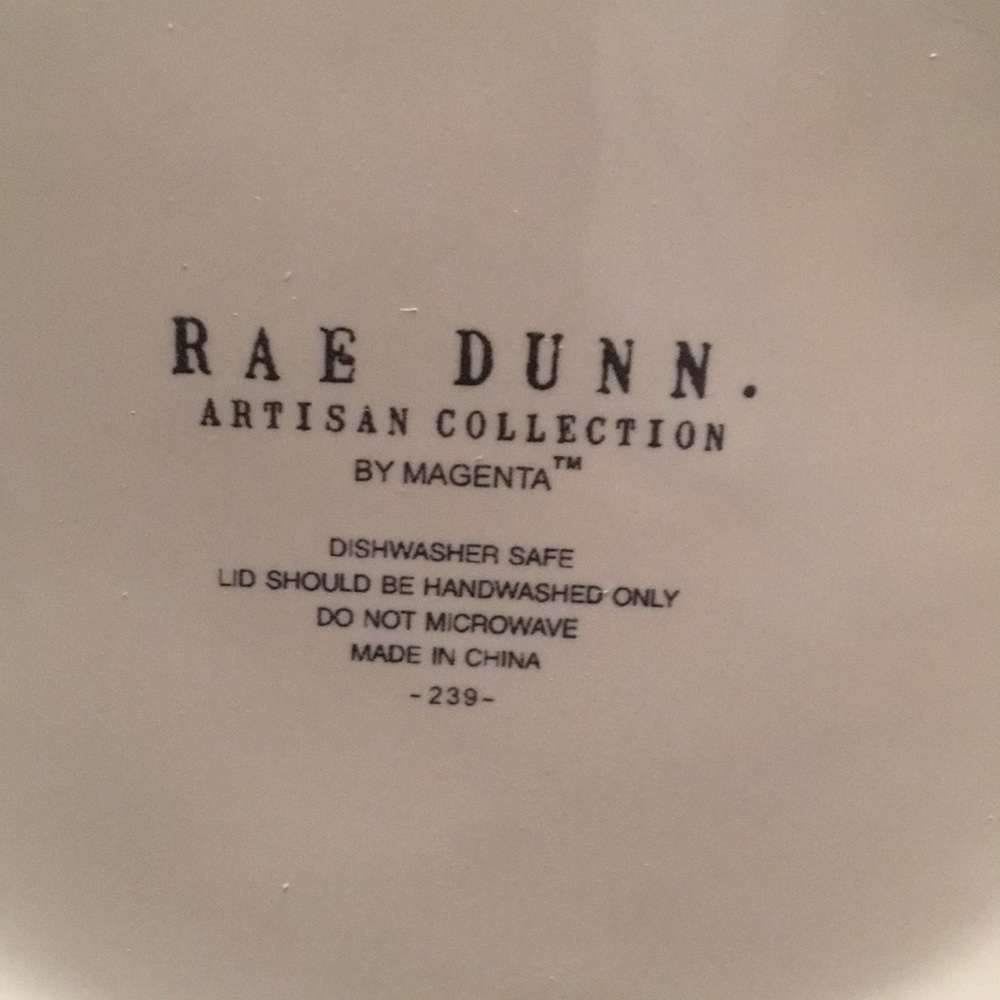 RAE DUNN.
ARTISAN COLLECTION
BY MAGENTA™
DISHWASHER SAFE
LID SHOULD BE HANDWASHED ONLY
DO NOT MICROWAVE
MADE IN CHINA
-239-